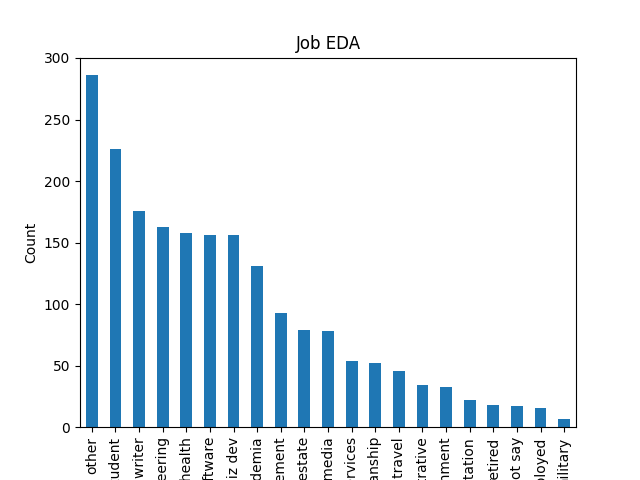 Job EDA
300
250
200
150
100
50
0
Count
other
udent
writer
eering
health
ftware
iz dev
demia
ement
estate
media
rvices
anship
travel
rative
nment
tation
etired
ot say
ployed
ilitary